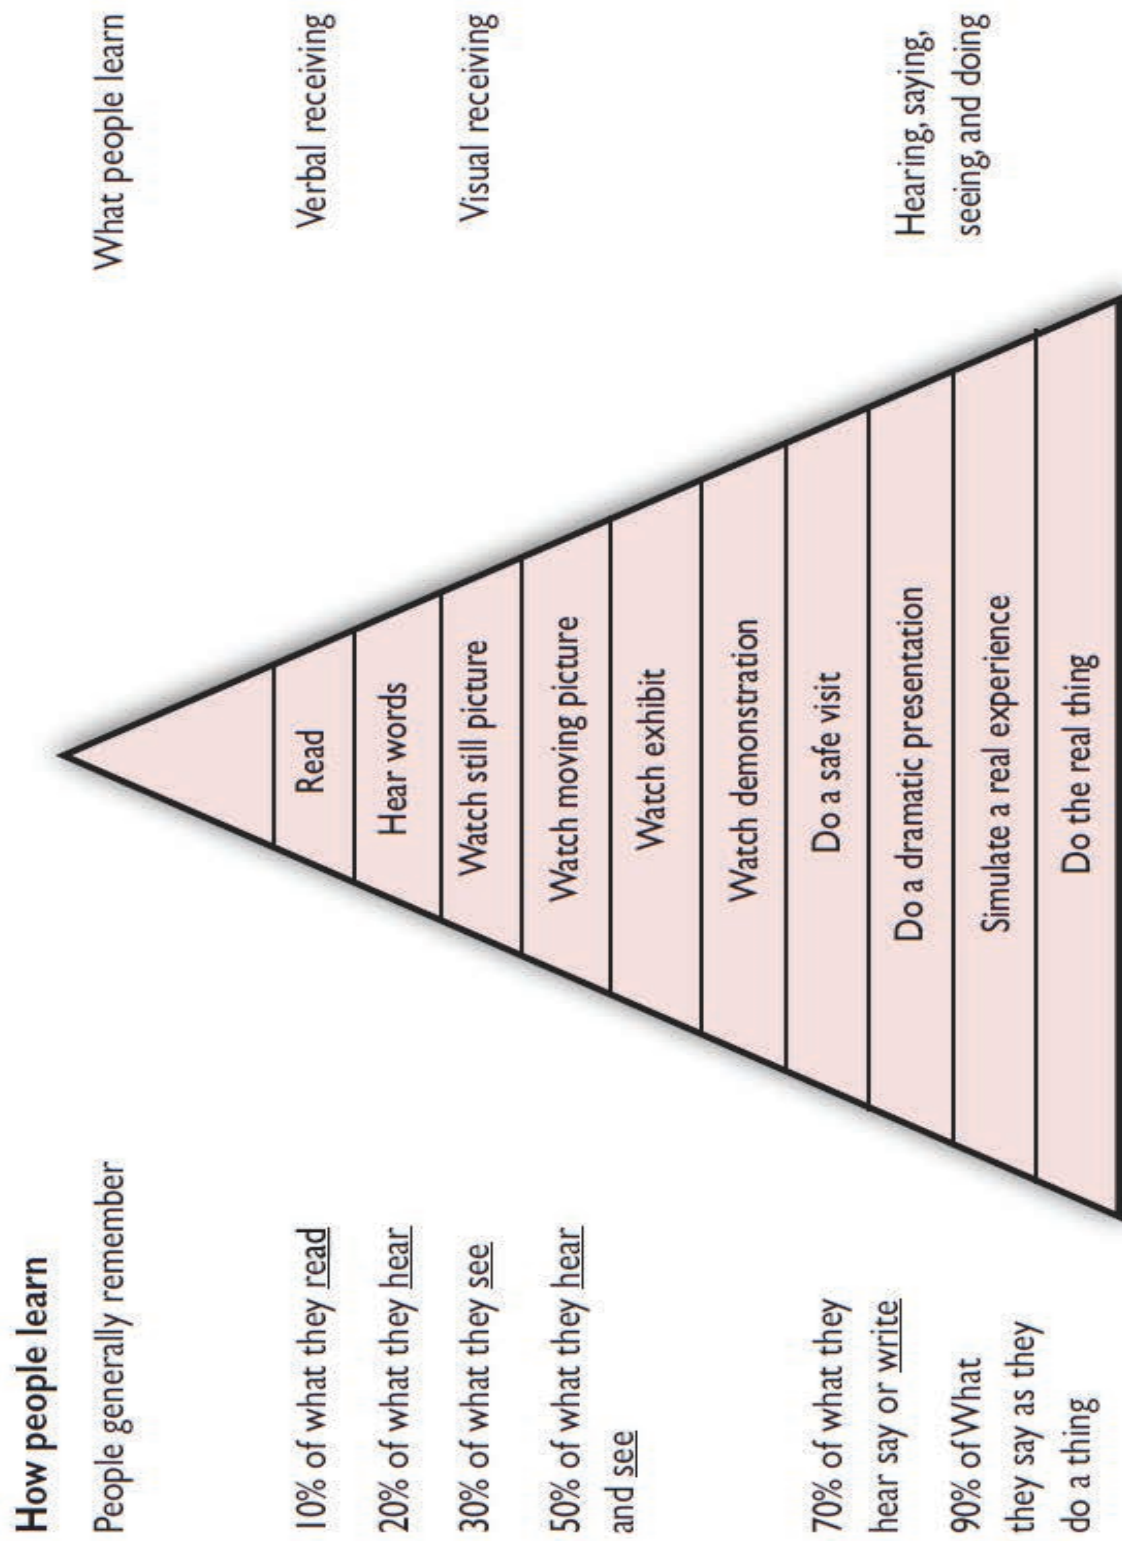 How people learn
People generally remember
What people learn
10% of what they read
20% of what they hear
30% of what they see
50% of what they hear
and see
70% of what they
hear say or write
90% of What
they say as they
do a thing
Read
Hear words
Watch still picture
Watch moving picture
Watch exhibit
Watch demonstration
Do a safe visit
Do a dramatic presentation
Simulate a real experience
Do the real thing
Verbal receiving
Visual receiving
Hearing, saying,
seeing, and doing